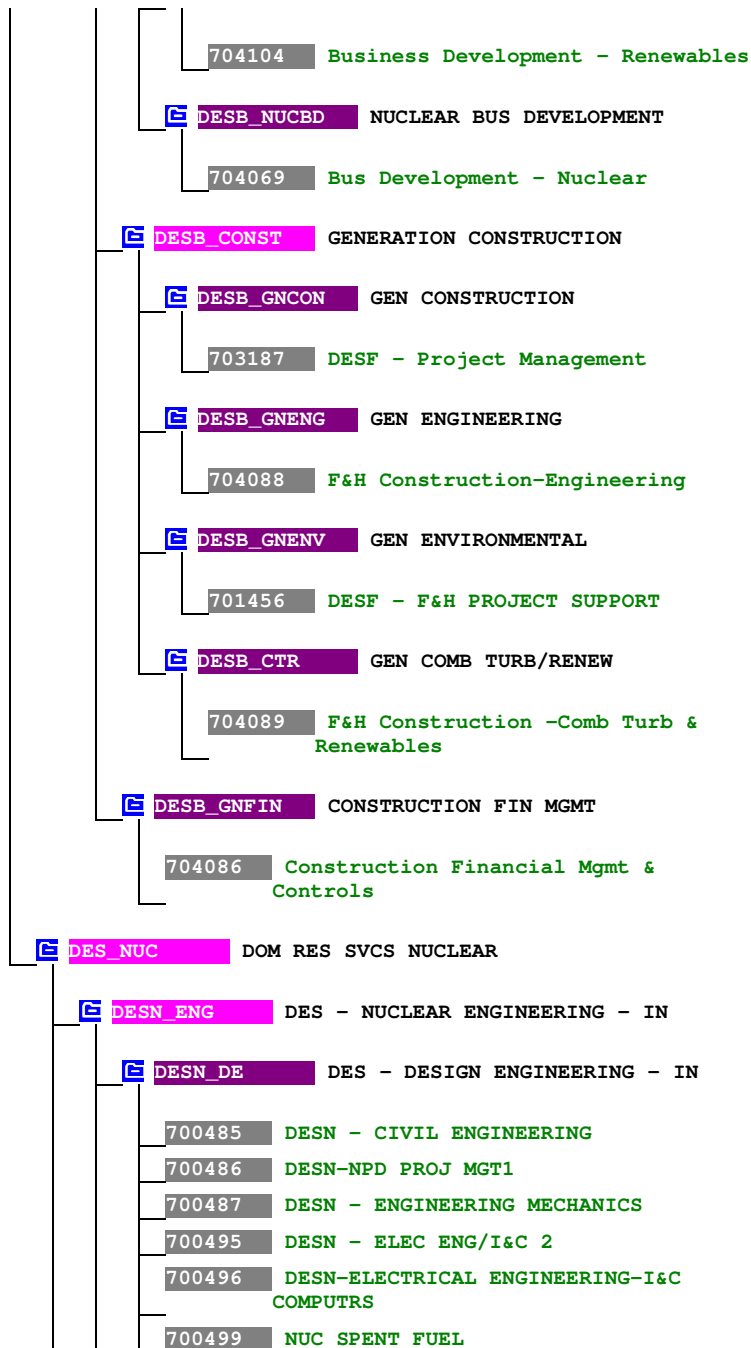 704104 Business Development - Renewables
DESB_NUCBD NUCLEAR BUS DEVELOPMENT
704069 Bus Development - Nuclear
DESB_CONST GENERATION CONSTRUCTION
DESB_GNCON GEN CONSTRUCTION
703187 DESF - Project Management
DESB_GNENG GEN ENGINEERING
704088 F&H Construction-Engineering
DESB_GNENV GEN ENVIRONMENTAL
701456 DESF - F&H PROJECT SUPPORT
DESB_CTR GEN COMB TURB/RENEW
704089 F&H Construction -Comb Turb &
Renewables
DESB_GNFIN CONSTRUCTION FIN MGMT
704086 Construction Financial Mgmt &
Controls
DES_NUC DOM RES SVCS NUCLEAR
DESN_ENG DES - NUCLEAR ENGINEERING - IN
DESN_DE DES - DESIGN ENGINEERING - IN
700485 DESN - CIVIL ENGINEERING
700486 DESN-NPD PROJ MGT1
700487 DESN - ENGINEERING MECHANICS
700495 DESN - ELEC ENG/I&C 2
700496 DESN-ELECTRICAL ENGINEERING-I&C
COMPUTRS
700499 NUC SPENT FUEL